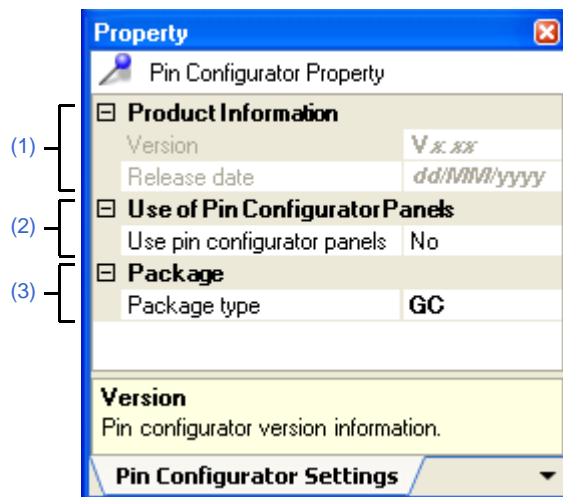 Property
Pin Configurator Property
(1)
Product Information
Version Vx.xx
Release date dd/MM/yyyy
(2)
Use of Pin Configurator Panels
Use pin configurator panels No
(3)
Package
Package type GC
Version
Pin configurator version information.
Pin Configurator Settings